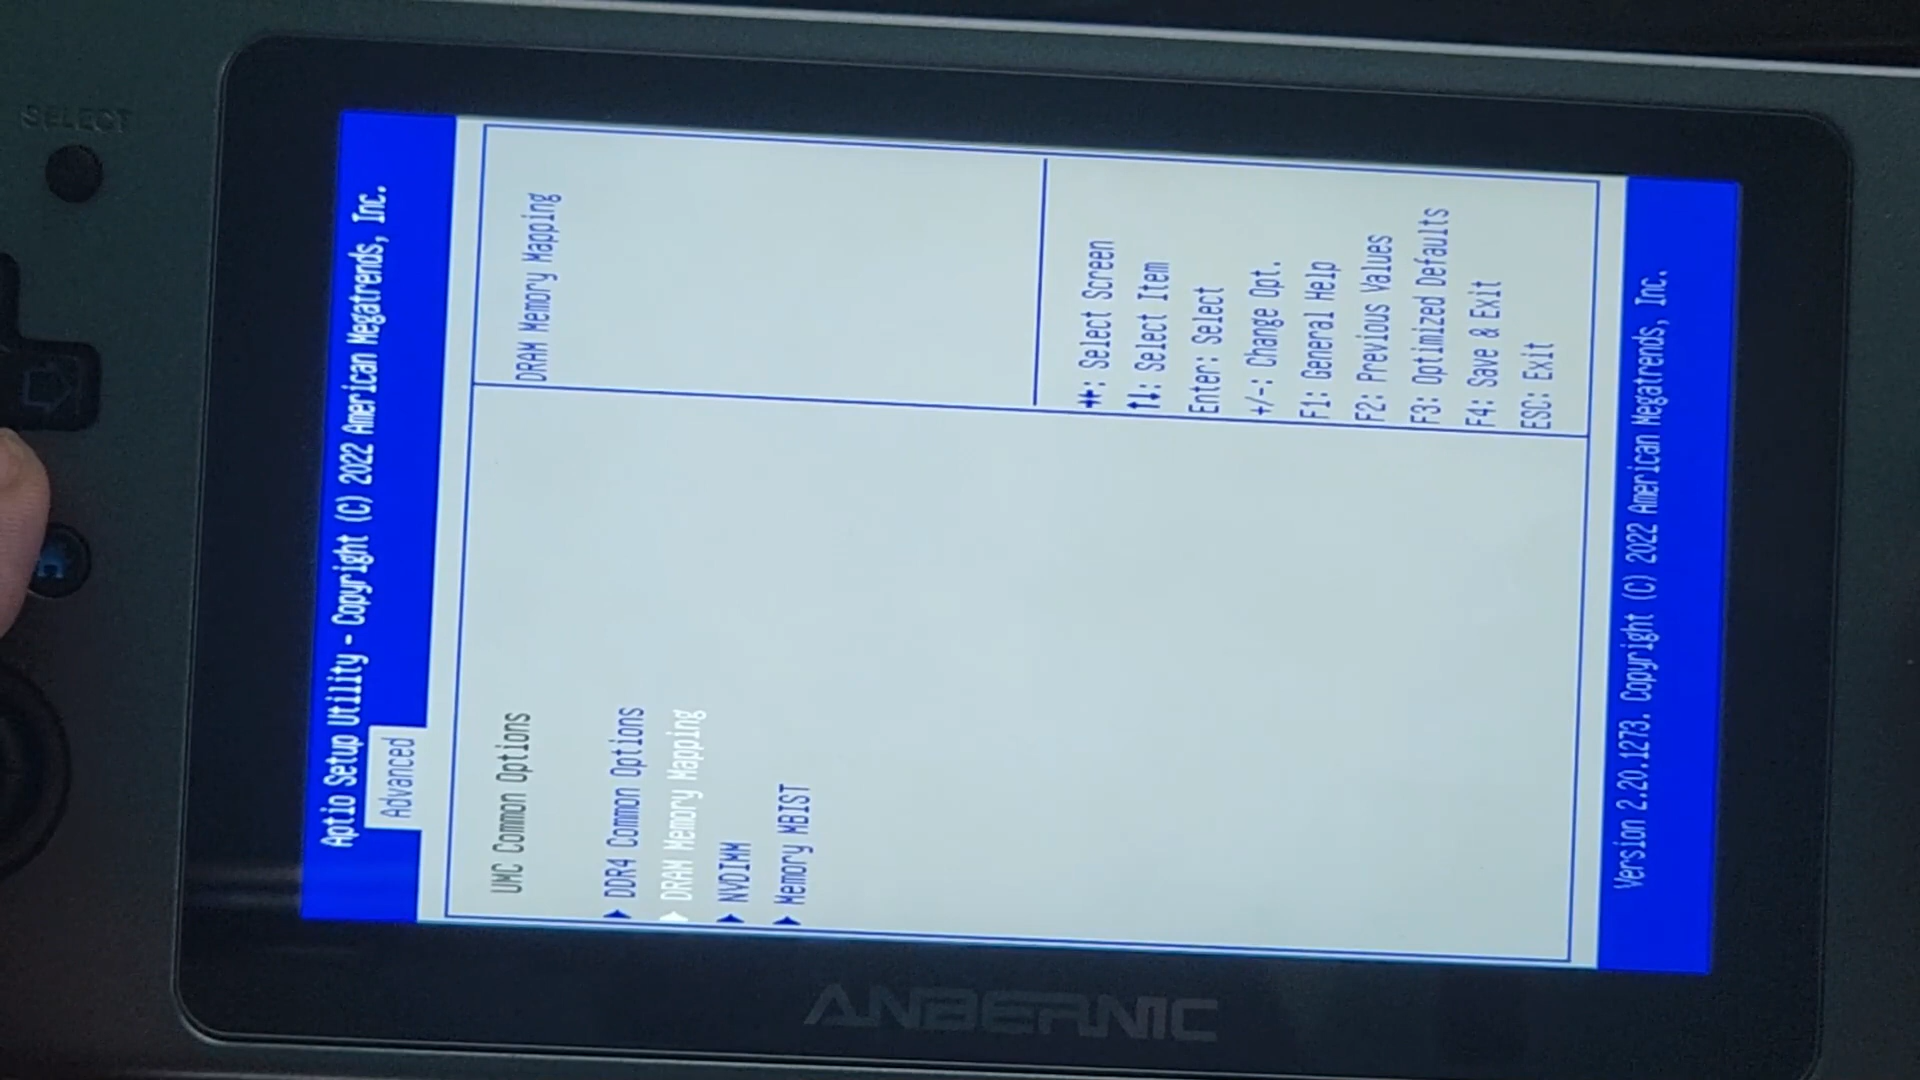 SELECT
Aptio Setup Utility - Copyright (C) 2022 American Megatrends, Inc.
Advanced
UMC Common Options
DDR4 Common Options
DRAM Memory Mapping
NVDIMM
Memory MBIST
DRAM Memory Mapping
: Select Screen
↑↓: Select Item
Enter: Select
+/-: Change Opt.
F1: General Help
F2: Previous Values
F3: Optimized Defaults
F4: Save & Exit
ESC: Exit
Version 2.20.1273. Copyright (C) 2022 American Megatrends, Inc.
ANBERNIC